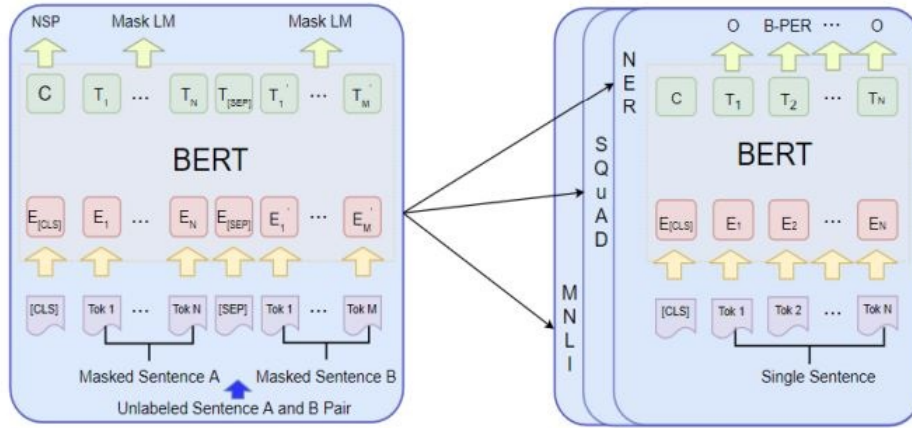 NSP Mask LM Mask LM
C T1 ... TN T[SEP] T1' ... TM'
BERT
E[CLS] E1 ... EN E[SEP] E1' ... EM'
[CLS] Tok 1 ... Tok N [SEP] Tok 1 ... Tok M
Masked Sentence A Masked Sentence B
Unlabeled Sentence A and B Pair
MNLI
SQuAD
NER
O B-PER ... O
C T1 T2 ... TN
BERT
E[CLS] E1 E2 ... EN
[CLS] Tok 1 Tok 2 ... Tok N
Single Sentence